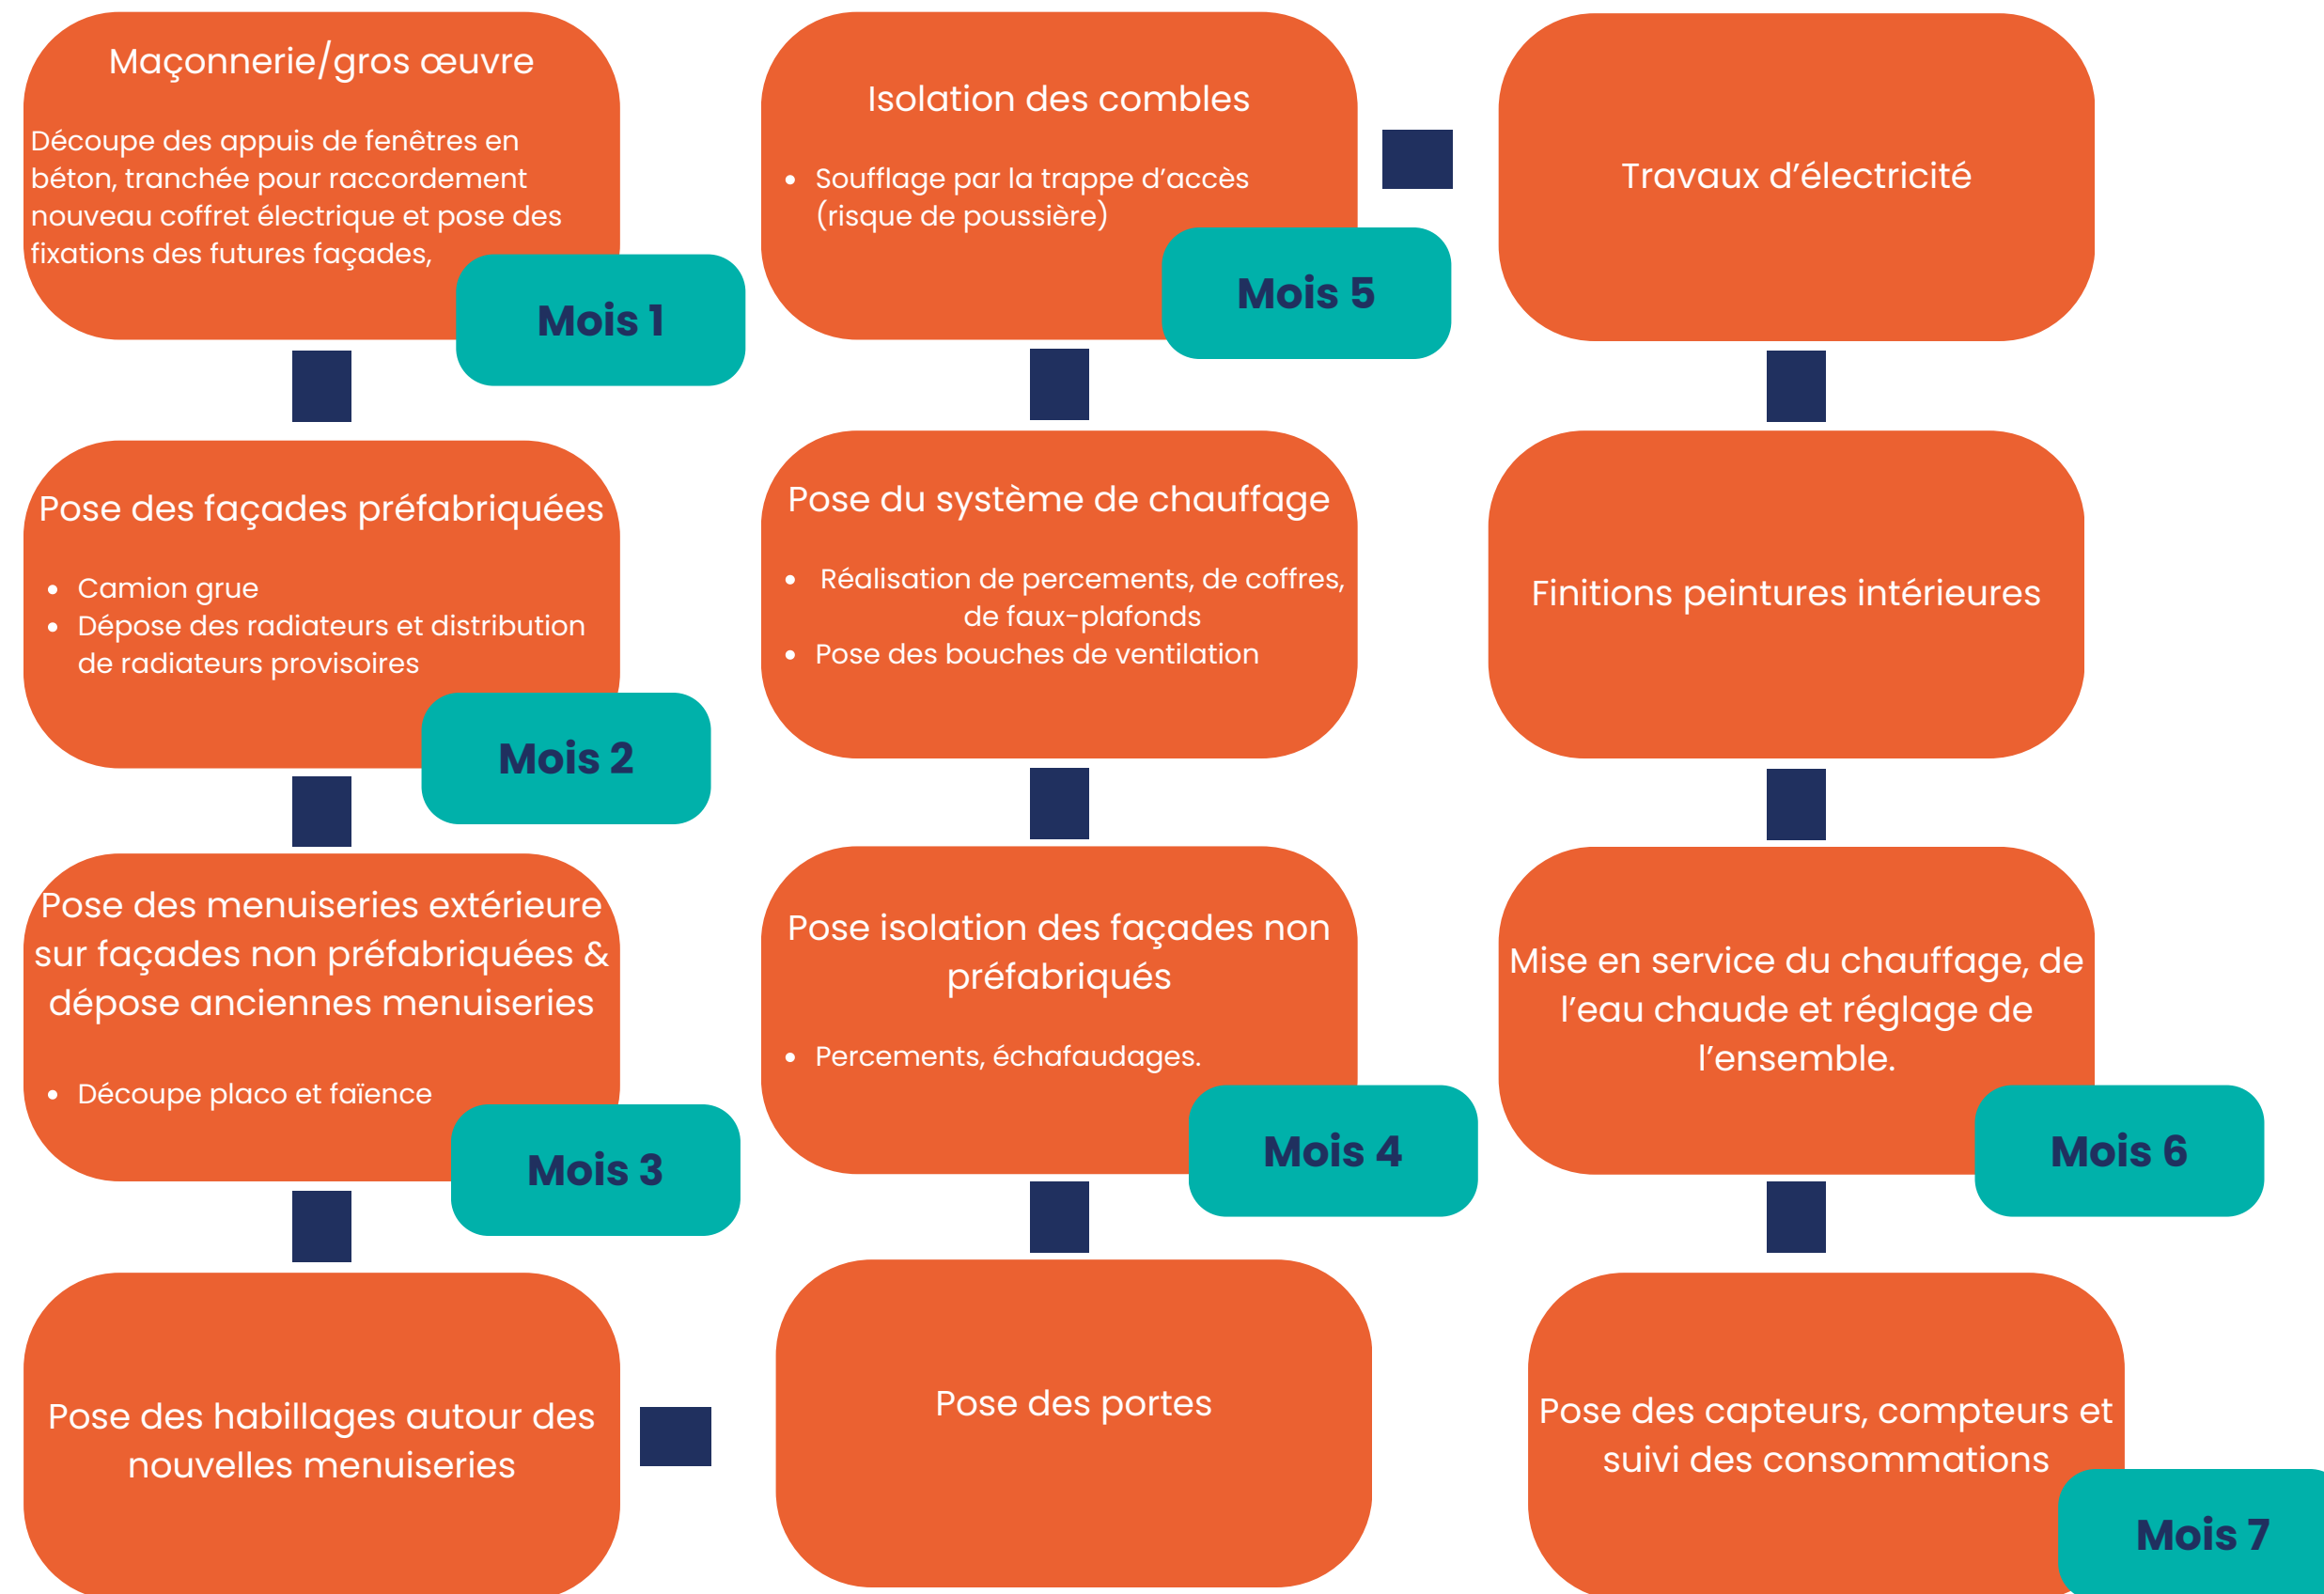 Maçonnerie/gros œuvre
Découpe des appuis de fenêtres en
béton, tranchée pour raccordement
nouveau coffret électrique et pose des
fixations des futures façades,
Mois 1
Pose des façades préfabriquées
• Camion grue
• Dépose des radiateurs et distribution
de radiateurs provisoires
Mois 2
Pose des menuiseries extérieure
sur façades non préfabriquées &
dépose anciennes menuiseries
• Découpe placo et faïence
Mois 3
Pose des habillages autour des
nouvelles menuiseries
Pose des portes
Pose isolation des façades non
préfabriqués
• Percements, échafaudages.
Mois 4
Pose du système de chauffage
• Réalisation de percements, de coffres,
de faux-plafonds
• Pose des bouches de ventilation
Isolation des combles
• Soufflage par la trappe d’accès
(risque de poussière)
Mois 5
Travaux d’électricité
Finitions peintures intérieures
Mise en service du chauffage, de
l’eau chaude et réglage de
l’ensemble.
Mois 6
Pose des capteurs, compteurs et
suivi des consommations
Mois 7